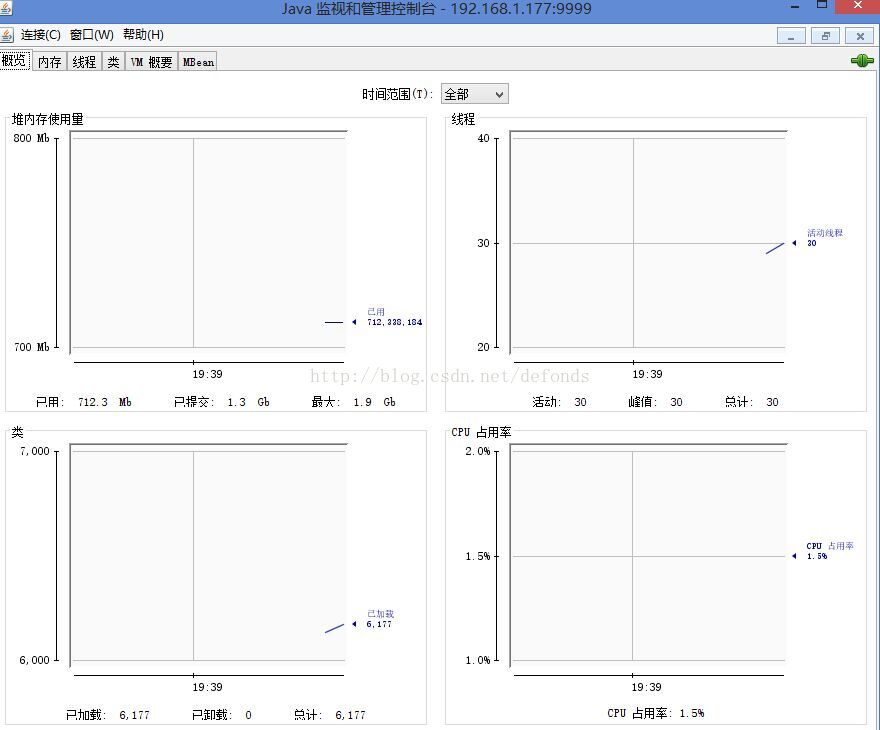 Java 监视和管理控制台 - 192.168.1.177:9999
连接(C) 窗口(W) 帮助(H)
概览 内存 线程 类 VM 概要 MBean
时间范围(T): 全部
堆内存使用量
800 Mb
已用
712,338,184
700 Mb
19:39
已用: 712.3 Mb 已提交: 1.3 Gb 最大: 1.9 Gb
线程
40
活动线程
30
30
20
19:39
活动: 30 峰值: 30 总计: 30
http://blog.csdn.net/defonds
类
7,000
已加载
6,177
6,000
19:39
已加载: 6,177 已卸载: 0 总计: 6,177
CPU 占用率
2.0%
CPU 占用率
1.5%
1.5%
1.0%
19:39
CPU 占用率: 1.5%